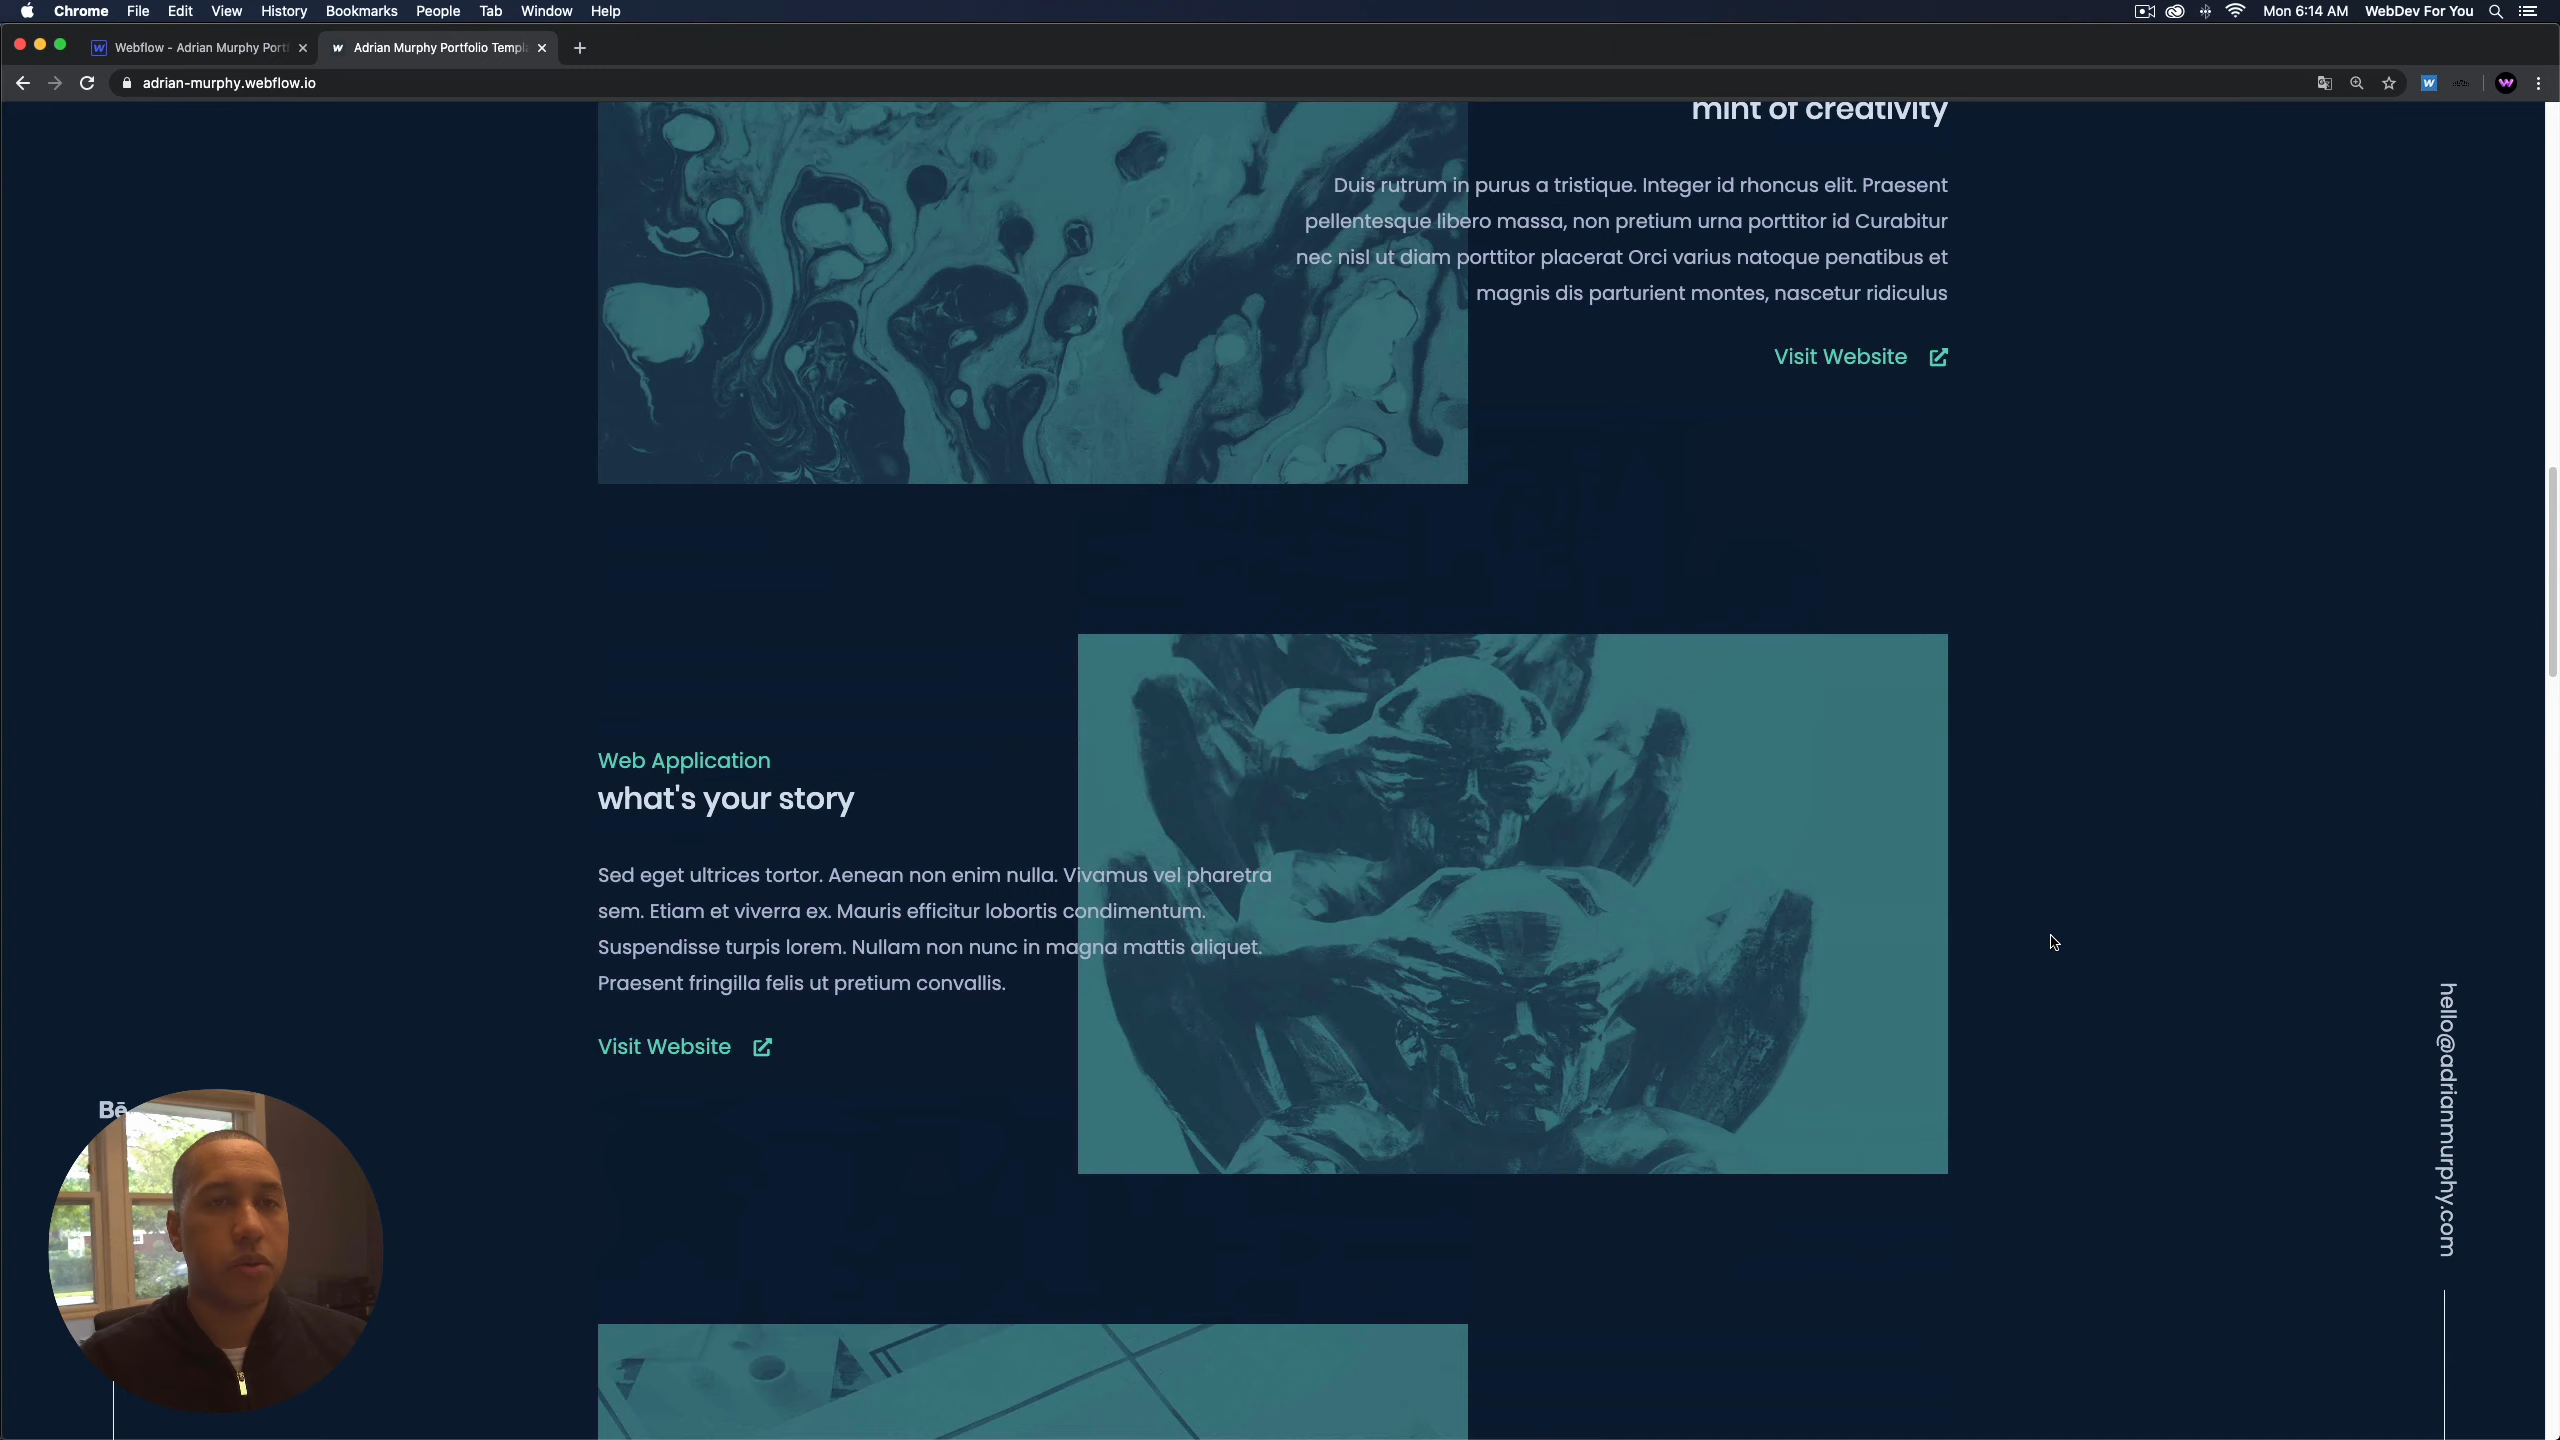 Chrome File Edit View History Bookmarks People Tab Window Help
Mon 6:14 AM WebDev For You
Webflow - Adrian Murphy Portf
Adrian Murphy Portfolio Templ
adrian-murphy.webflow.io
mint of creativity
Duis rutrum in purus a tristique. Integer id rhoncus elit. Praesent
pellentesque libero massa, non pretium urna porttitor id Curabitur
nec nisl ut diam porttitor placerat Orci varius natoque penatibus et
magnis dis parturient montes, nascetur ridiculus
Visit Website
Web Application
what's your story
Sed eget ultrices tortor. Aenean non enim nulla. Vivamus vel pharetra
sem. Etiam et viverra ex. Mauris efficitur lobortis condimentum.
Suspendisse turpis lorem. Nullam non nunc in magna mattis aliquet.
Praesent fringilla felis ut pretium convallis.
Visit Website
Bē
hello@adrianmurphy.com